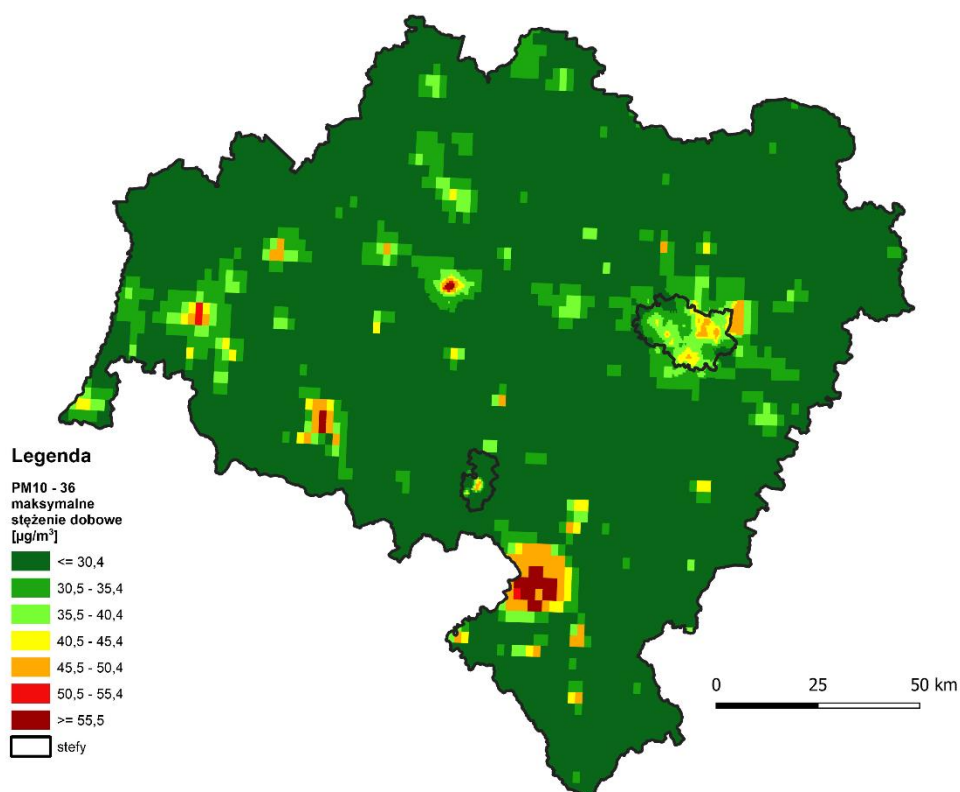 Legenda
PM10 - 36
maksymalne
stężenie dobowe
[µg/m³]
<= 30,4
30,5 - 35,4
35,5 - 40,4
40,5 - 45,4
45,5 - 50,4
50,5 - 55,4
>= 55,5
stefy
0 25 50 km